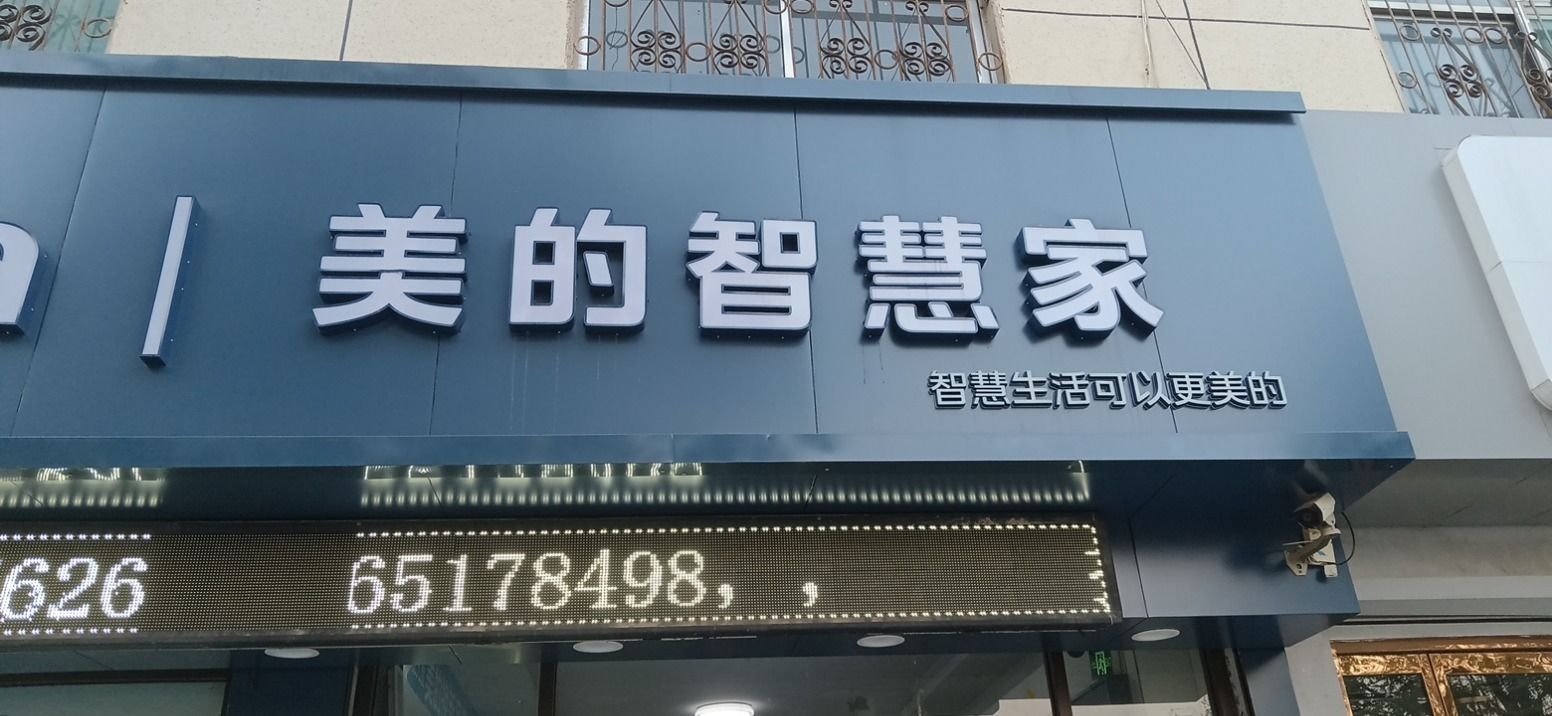 a | 美的智慧家
智慧生活可以更美的
626 65178498，，